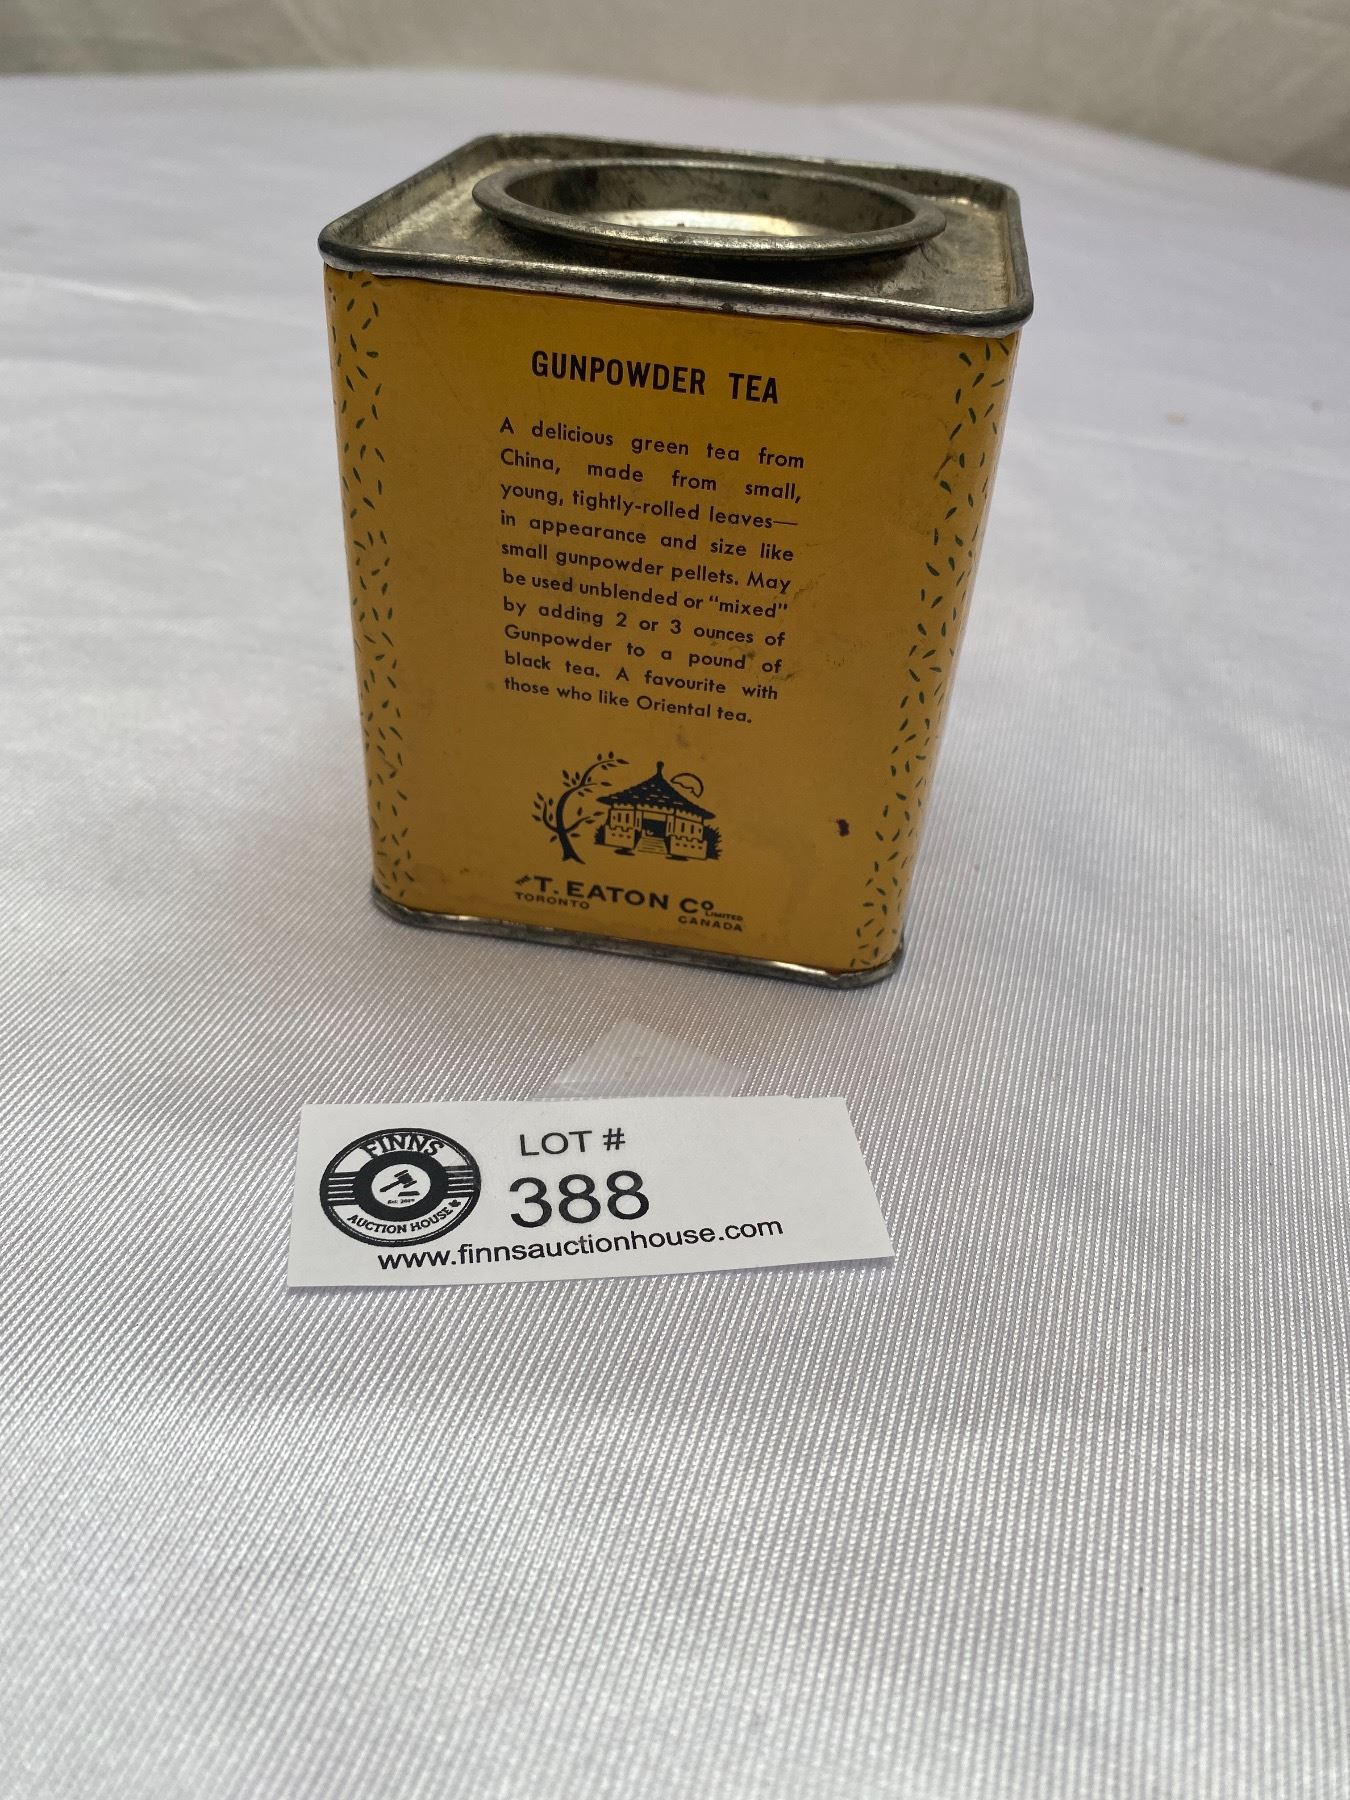 GUNPOWDER TEA
A delicious green tea from
China, made from small,
young, tightly-rolled leaves—
in appearance and size like
small gunpowder pellets. May
be used unblended or "mixed"
by adding 2 or 3 ounces of
Gunpowder to a pound of
black tea. A favourite with
those who like Oriental tea.
THE T. EATON Co LIMITED
TORONTO CANADA
FINNS
AUCTION HOUSE
LOT #
388
www.finnsauctionhouse.com